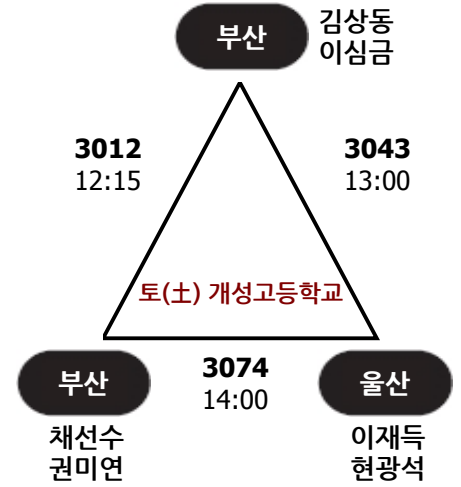 부산
김상동
이심금
3012
12:15
3043
13:00
토(土) 개성고등학교
부산
3074
14:00
울산
채선수
권미연
이재득
현광석